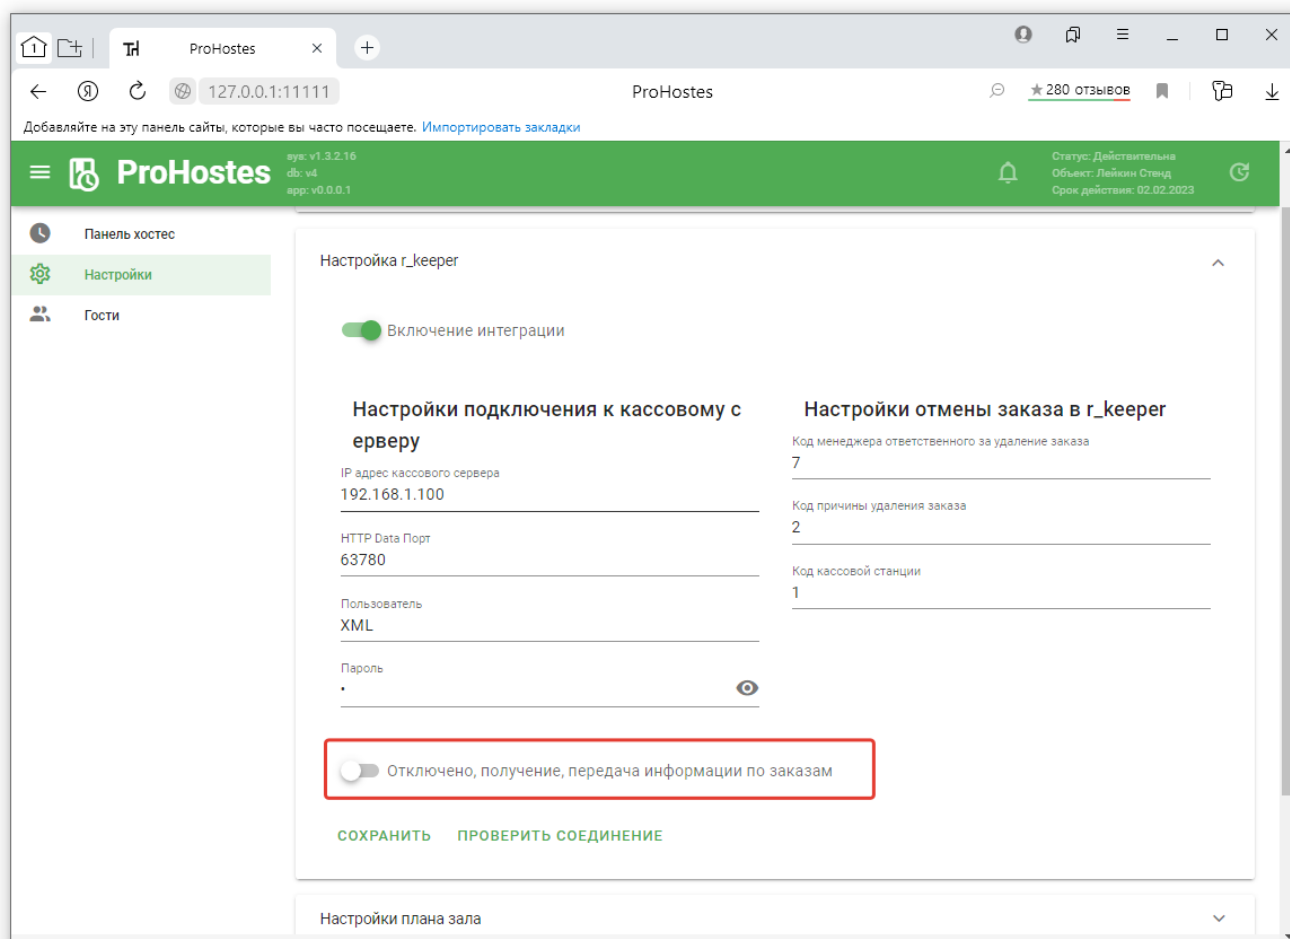 1 ProHostes
127.0.0.1:11111 ProHostes 280 отзывов
Добавляйте на эту панель сайты, которые вы часто посещаете. Импортировать закладки
ProHostes
sys: v1.3.2.16
db: v4
app: v0.0.0.1
Статус: Действительна
Объект: Лейкин Стенд
Срок действия: 02.02.2023
Панель хостес
Настройки
Гости
Настройка r_keeper
Включение интеграции
Настройки подключения к кассовому с
ерверу
IP адрес кассового сервера
192.168.1.100
HTTP Data Порт
63780
Пользователь
XML
Пароль
•
Настройки отмены заказа в r_keeper
Код менеджера ответственного за удаление заказа
7
Код причины удаления заказа
2
Код кассовой станции
1
Отключено, получение, передача информации по заказам
СОХРАНИТЬ ПРОВЕРИТЬ СОЕДИНЕНИЕ
Настройки плана зала